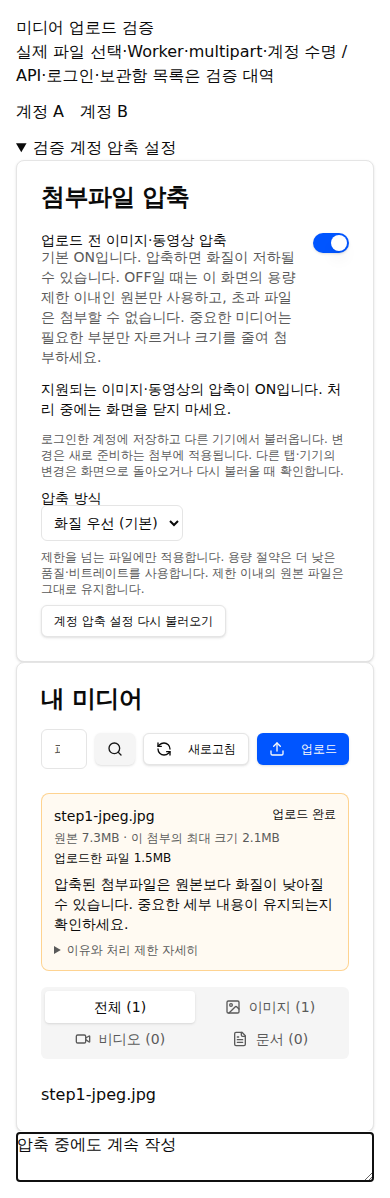 미디어 업로드 검증
실제 파일 선택·Worker·multipart·계정 수명 /
API·로그인·보관함 목록은 검증 대역
계정 A 계정 B
▼ 검증 계정 압축 설정
첨부파일 압축
업로드 전 이미지·동영상 압축
기본 ON입니다. 압축하면 화질이 저하될
수 있습니다. OFF일 때는 이 화면의 용량
제한 이내인 원본만 사용하고, 초과 파일
은 첨부할 수 없습니다. 중요한 미디어는
필요한 부분만 자르거나 크기를 줄여 첨
부하세요.
지원되는 이미지·동영상의 압축이 ON입니다. 처
리 중에는 화면을 닫지 마세요.
로그인한 계정에 저장하고 다른 기기에서 불러옵니다. 변
경은 새로 준비하는 첨부에 적용됩니다. 다른 탭·기기의
변경은 화면으로 돌아오거나 다시 불러올 때 확인합니다.
압축 방식
화질 우선 (기본)
제한을 넘는 파일에만 적용합니다. 용량 절약은 더 낮은
품질·비트레이트를 사용합니다. 제한 이내의 원본 파일은
그대로 유지합니다.
계정 압축 설정 다시 불러오기
내 미디어
새로고침 업로드
step1-jpeg.jpg 업로드 완료
원본 7.3MB · 이 첨부의 최대 크기 2.1MB
업로드한 파일 1.5MB
압축된 첨부파일은 원본보다 화질이 낮아질
수 있습니다. 중요한 세부 내용이 유지되는지
확인하세요.
▶ 이유와 처리 제한 자세히
전체 (1) 이미지 (1)
비디오 (0) 문서 (0)
step1-jpeg.jpg
압축 중에도 계속 작성